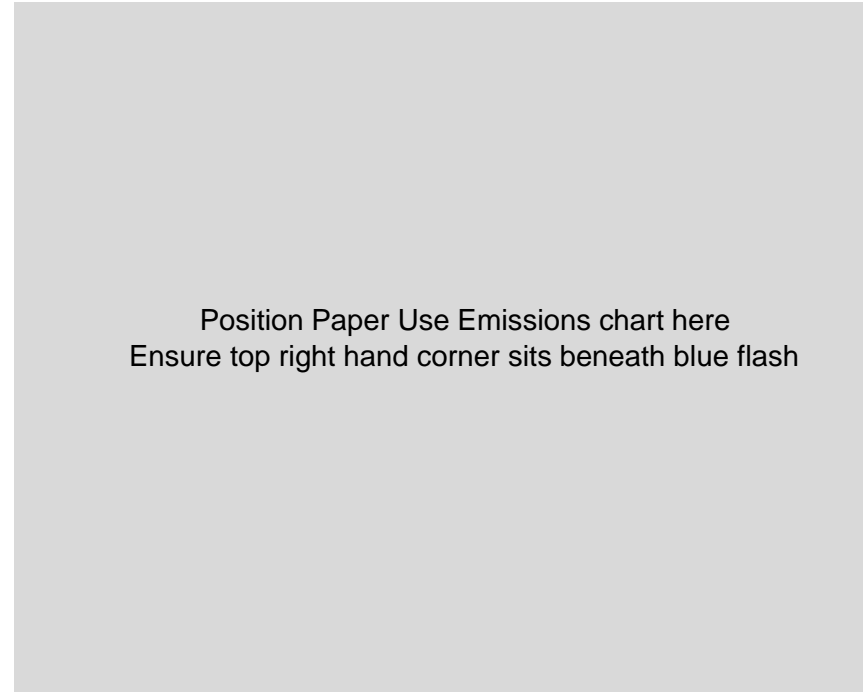 Position Paper Use Emissions chart here
Ensure top right hand corner sits beneath blue flash